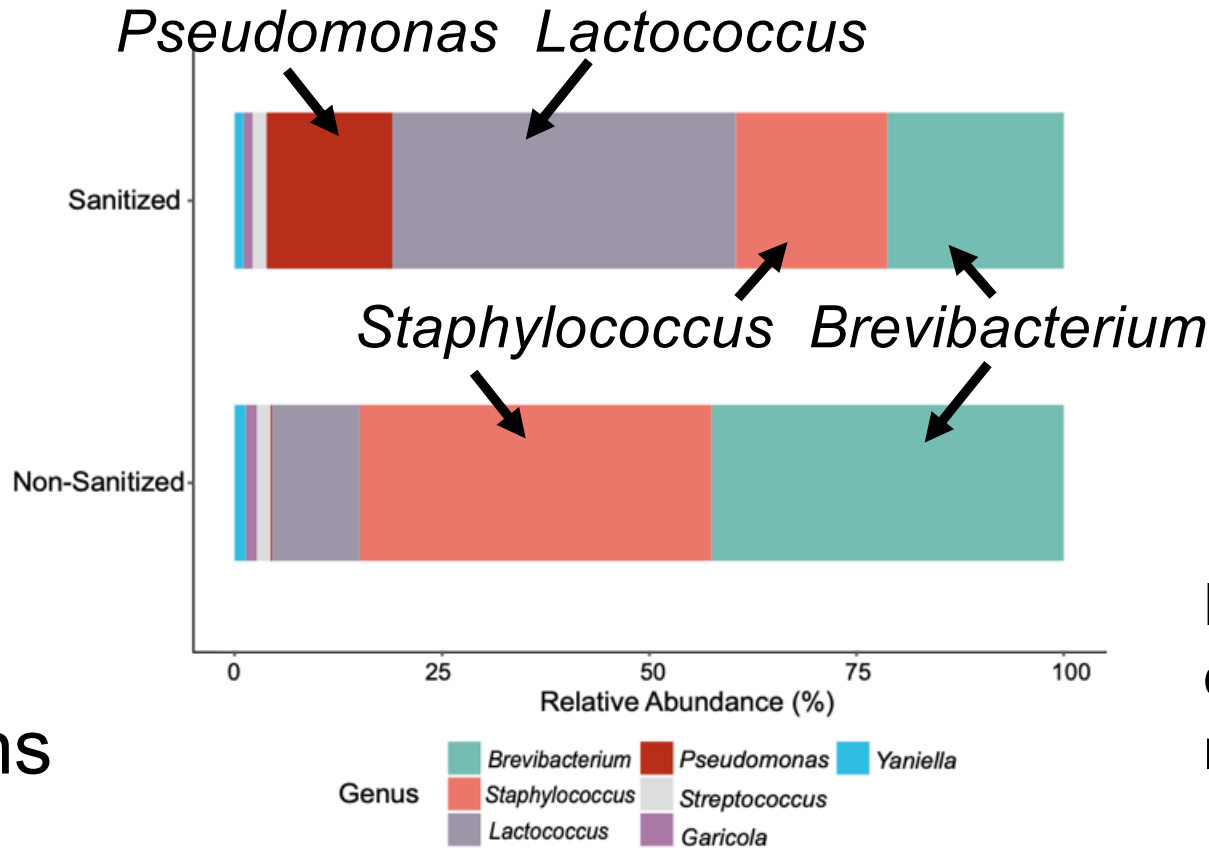 Pseudomonas Lactococcus
Sanitized
Staphylococcus Brevibacterium
Non-Sanitized
0 25 50 75 100
Relative Abundance (%)
ns
Genus
Brevibacterium Pseudomonas Yaniella
Staphylococcus Streptococcus
Lactococcus Garicola